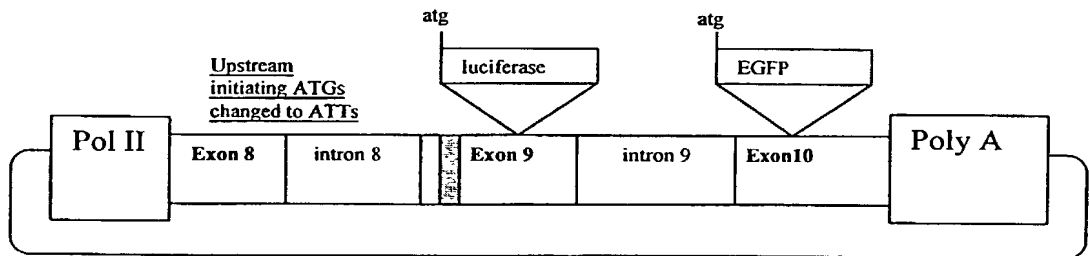 atg
atg
luciferase
EGFP
Upstream
initiating ATGs
changed to ATTs
Pol II
Exon 8
intron 8
Exon 9
intron 9
Exon10
Poly A